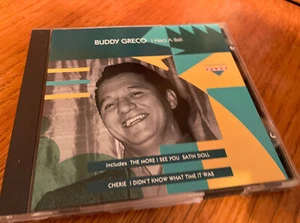 BUDDY GRECO I Had A Ball
includes THE MORE I SEE YOU SATIN DOLL
CHERIE I DIDN'T KNOW WHAT TIME IT WAS